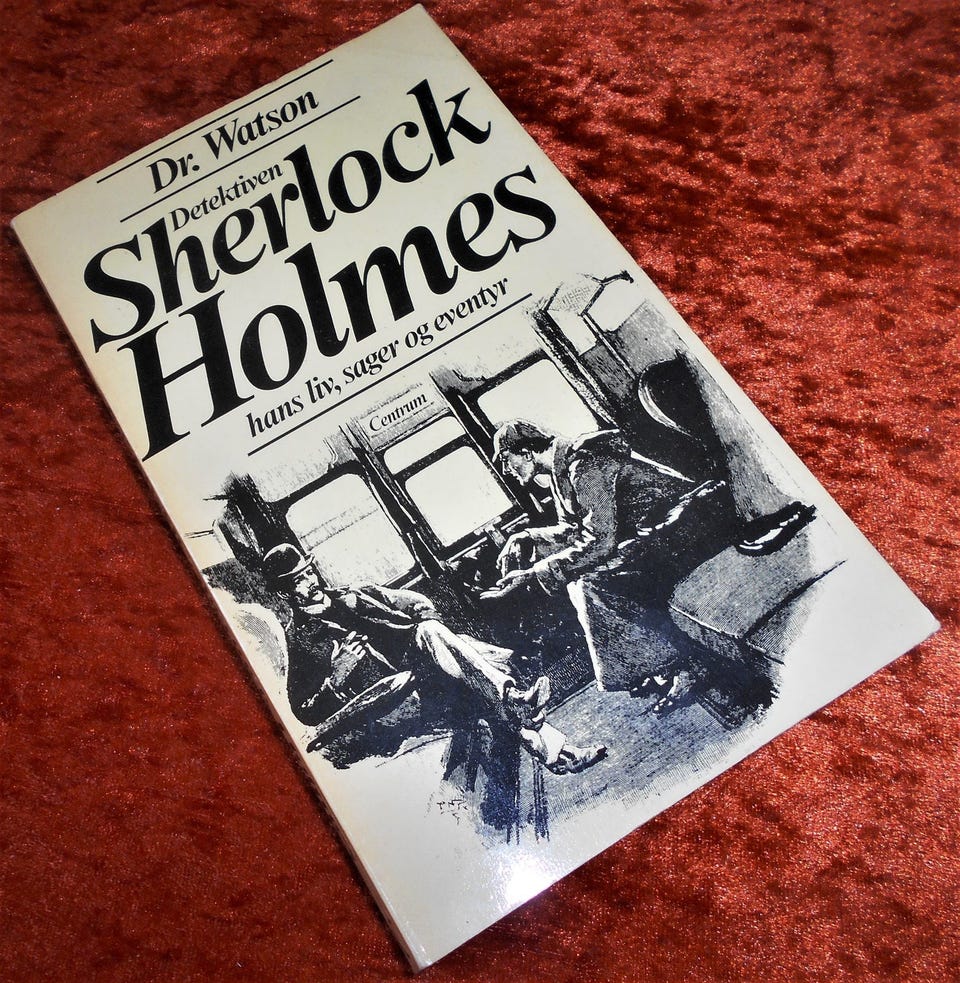 Dr. Watson
Detektiven
Sherlock
Holmes
hans liv, sager og eventyr
Centrum